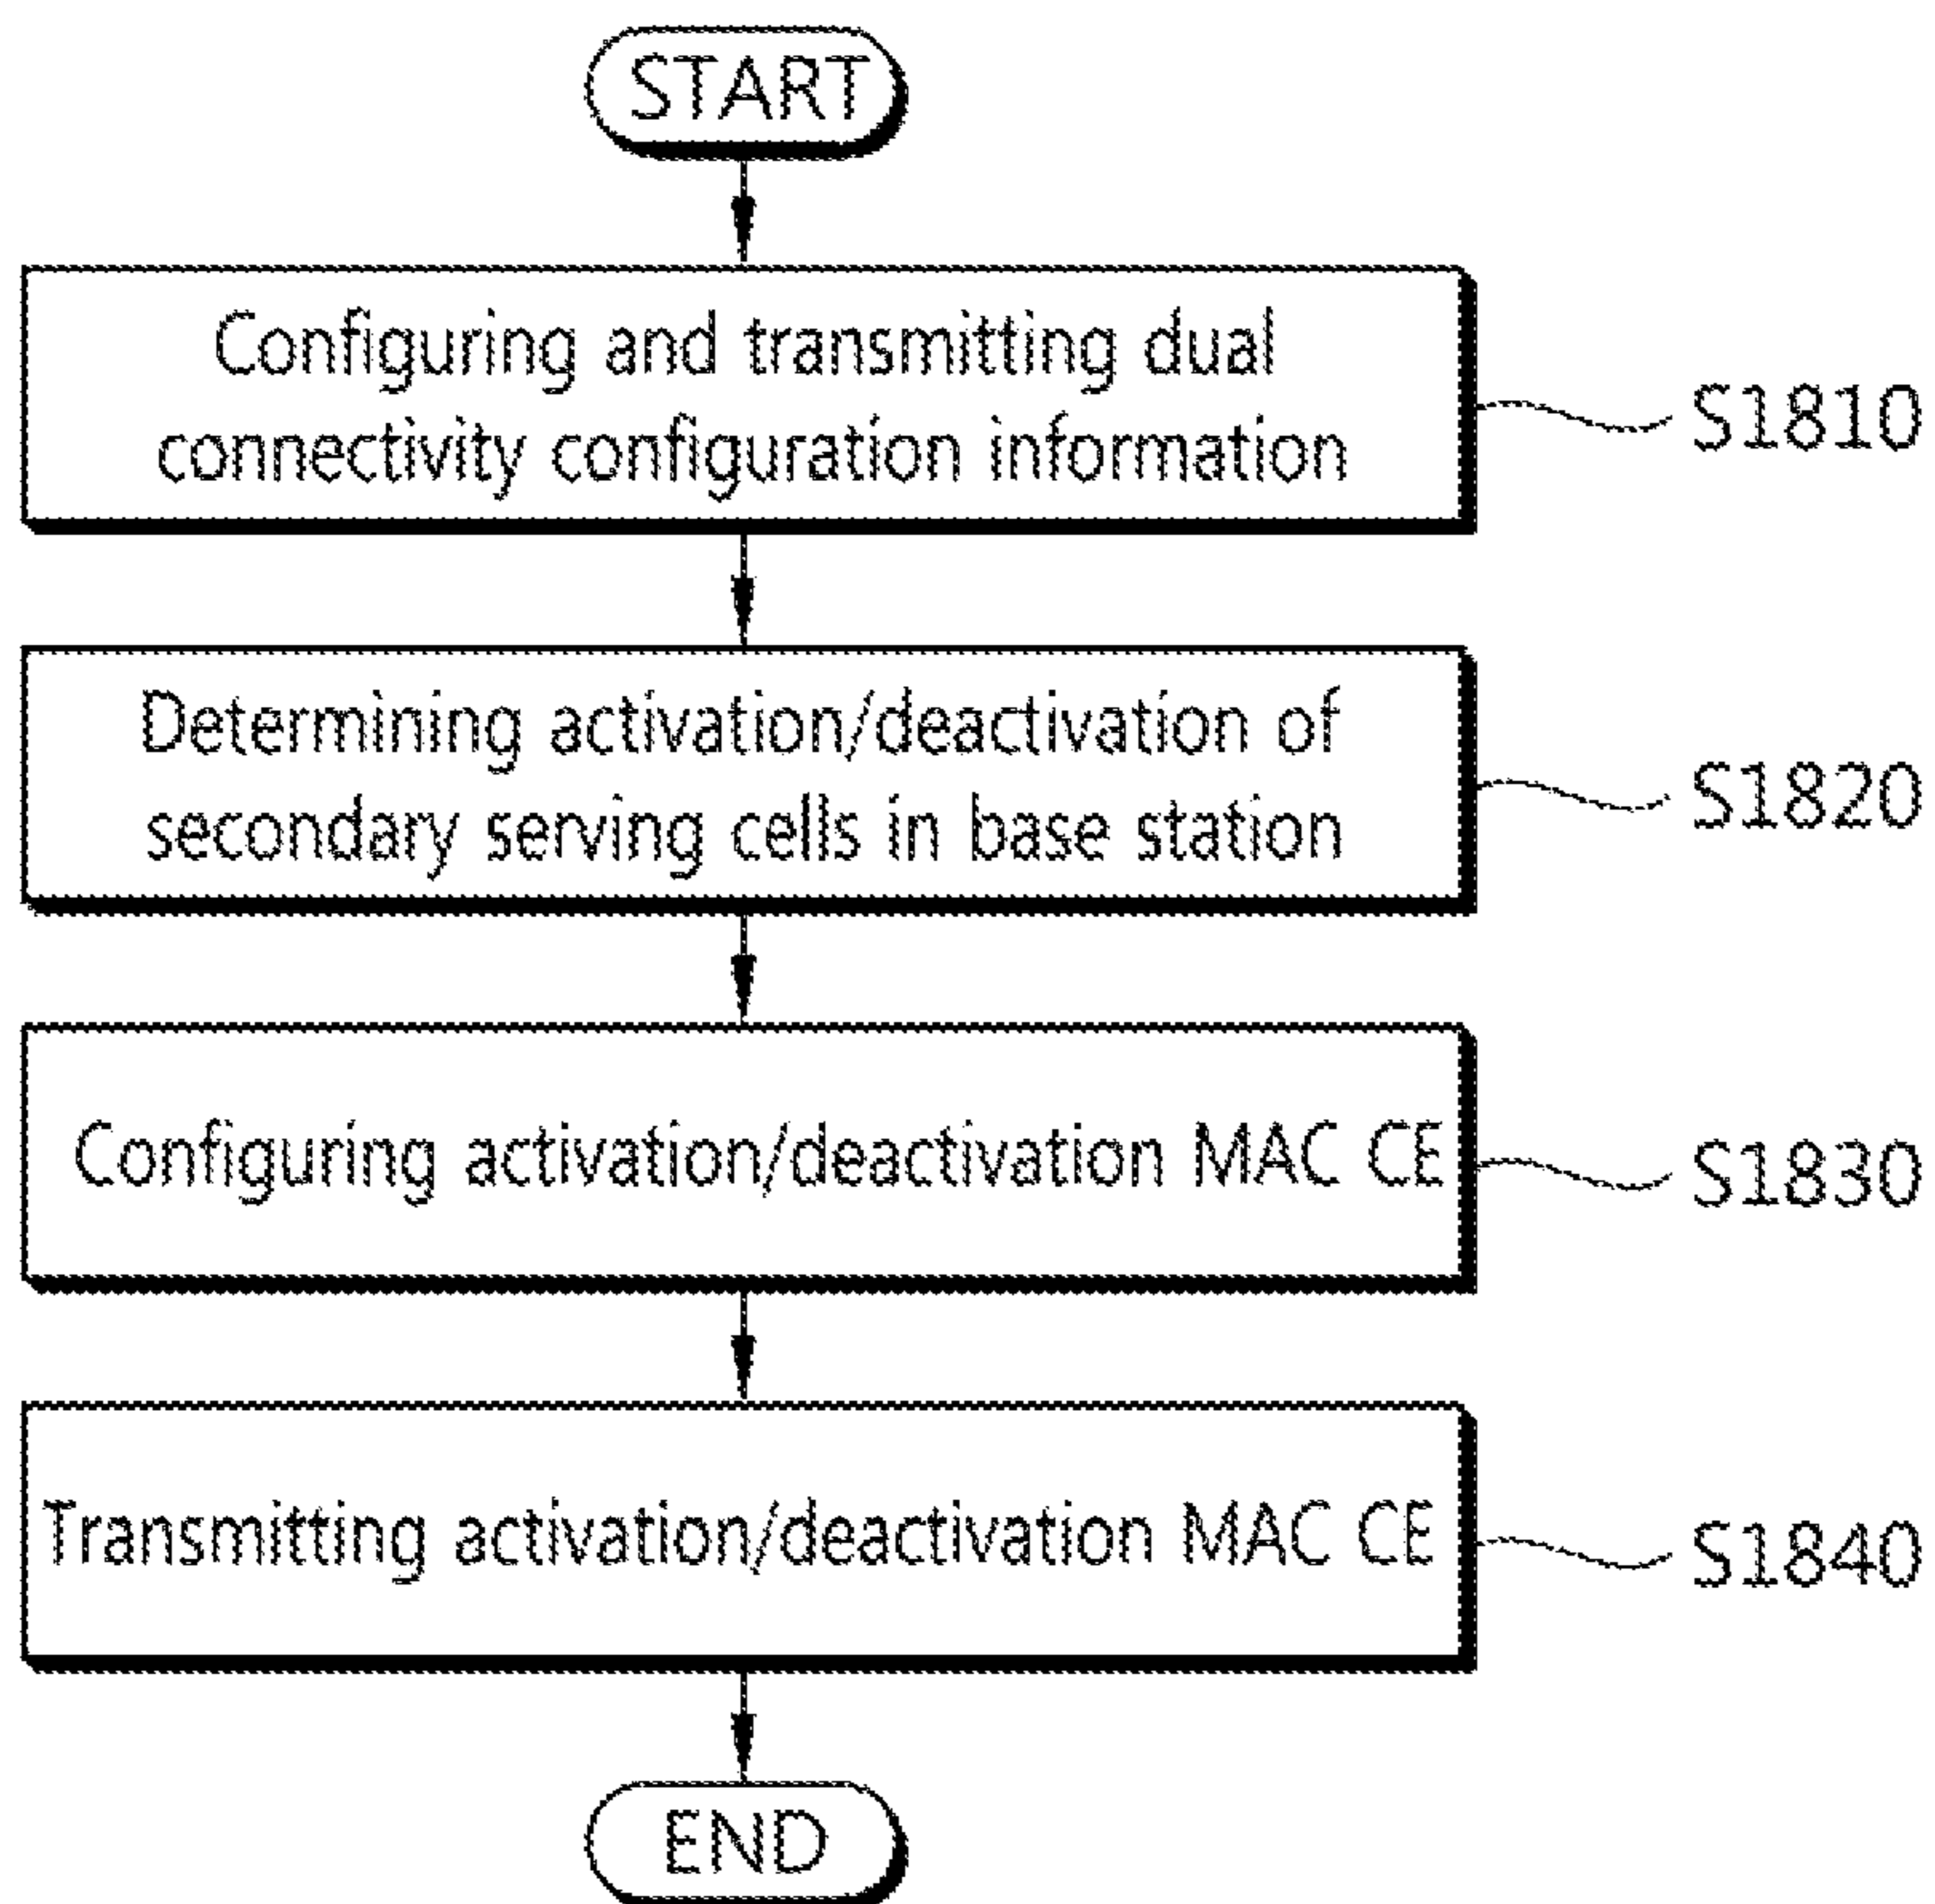 START
Configuring and transmitting dual
connectivity configuration information
S1810
Determining activation/deactivation of
secondary serving cells in base station
S1820
Configuring activation/deactivation MAC CE
S1830
Transmitting activation/deactivation MAC CE
S1840
END